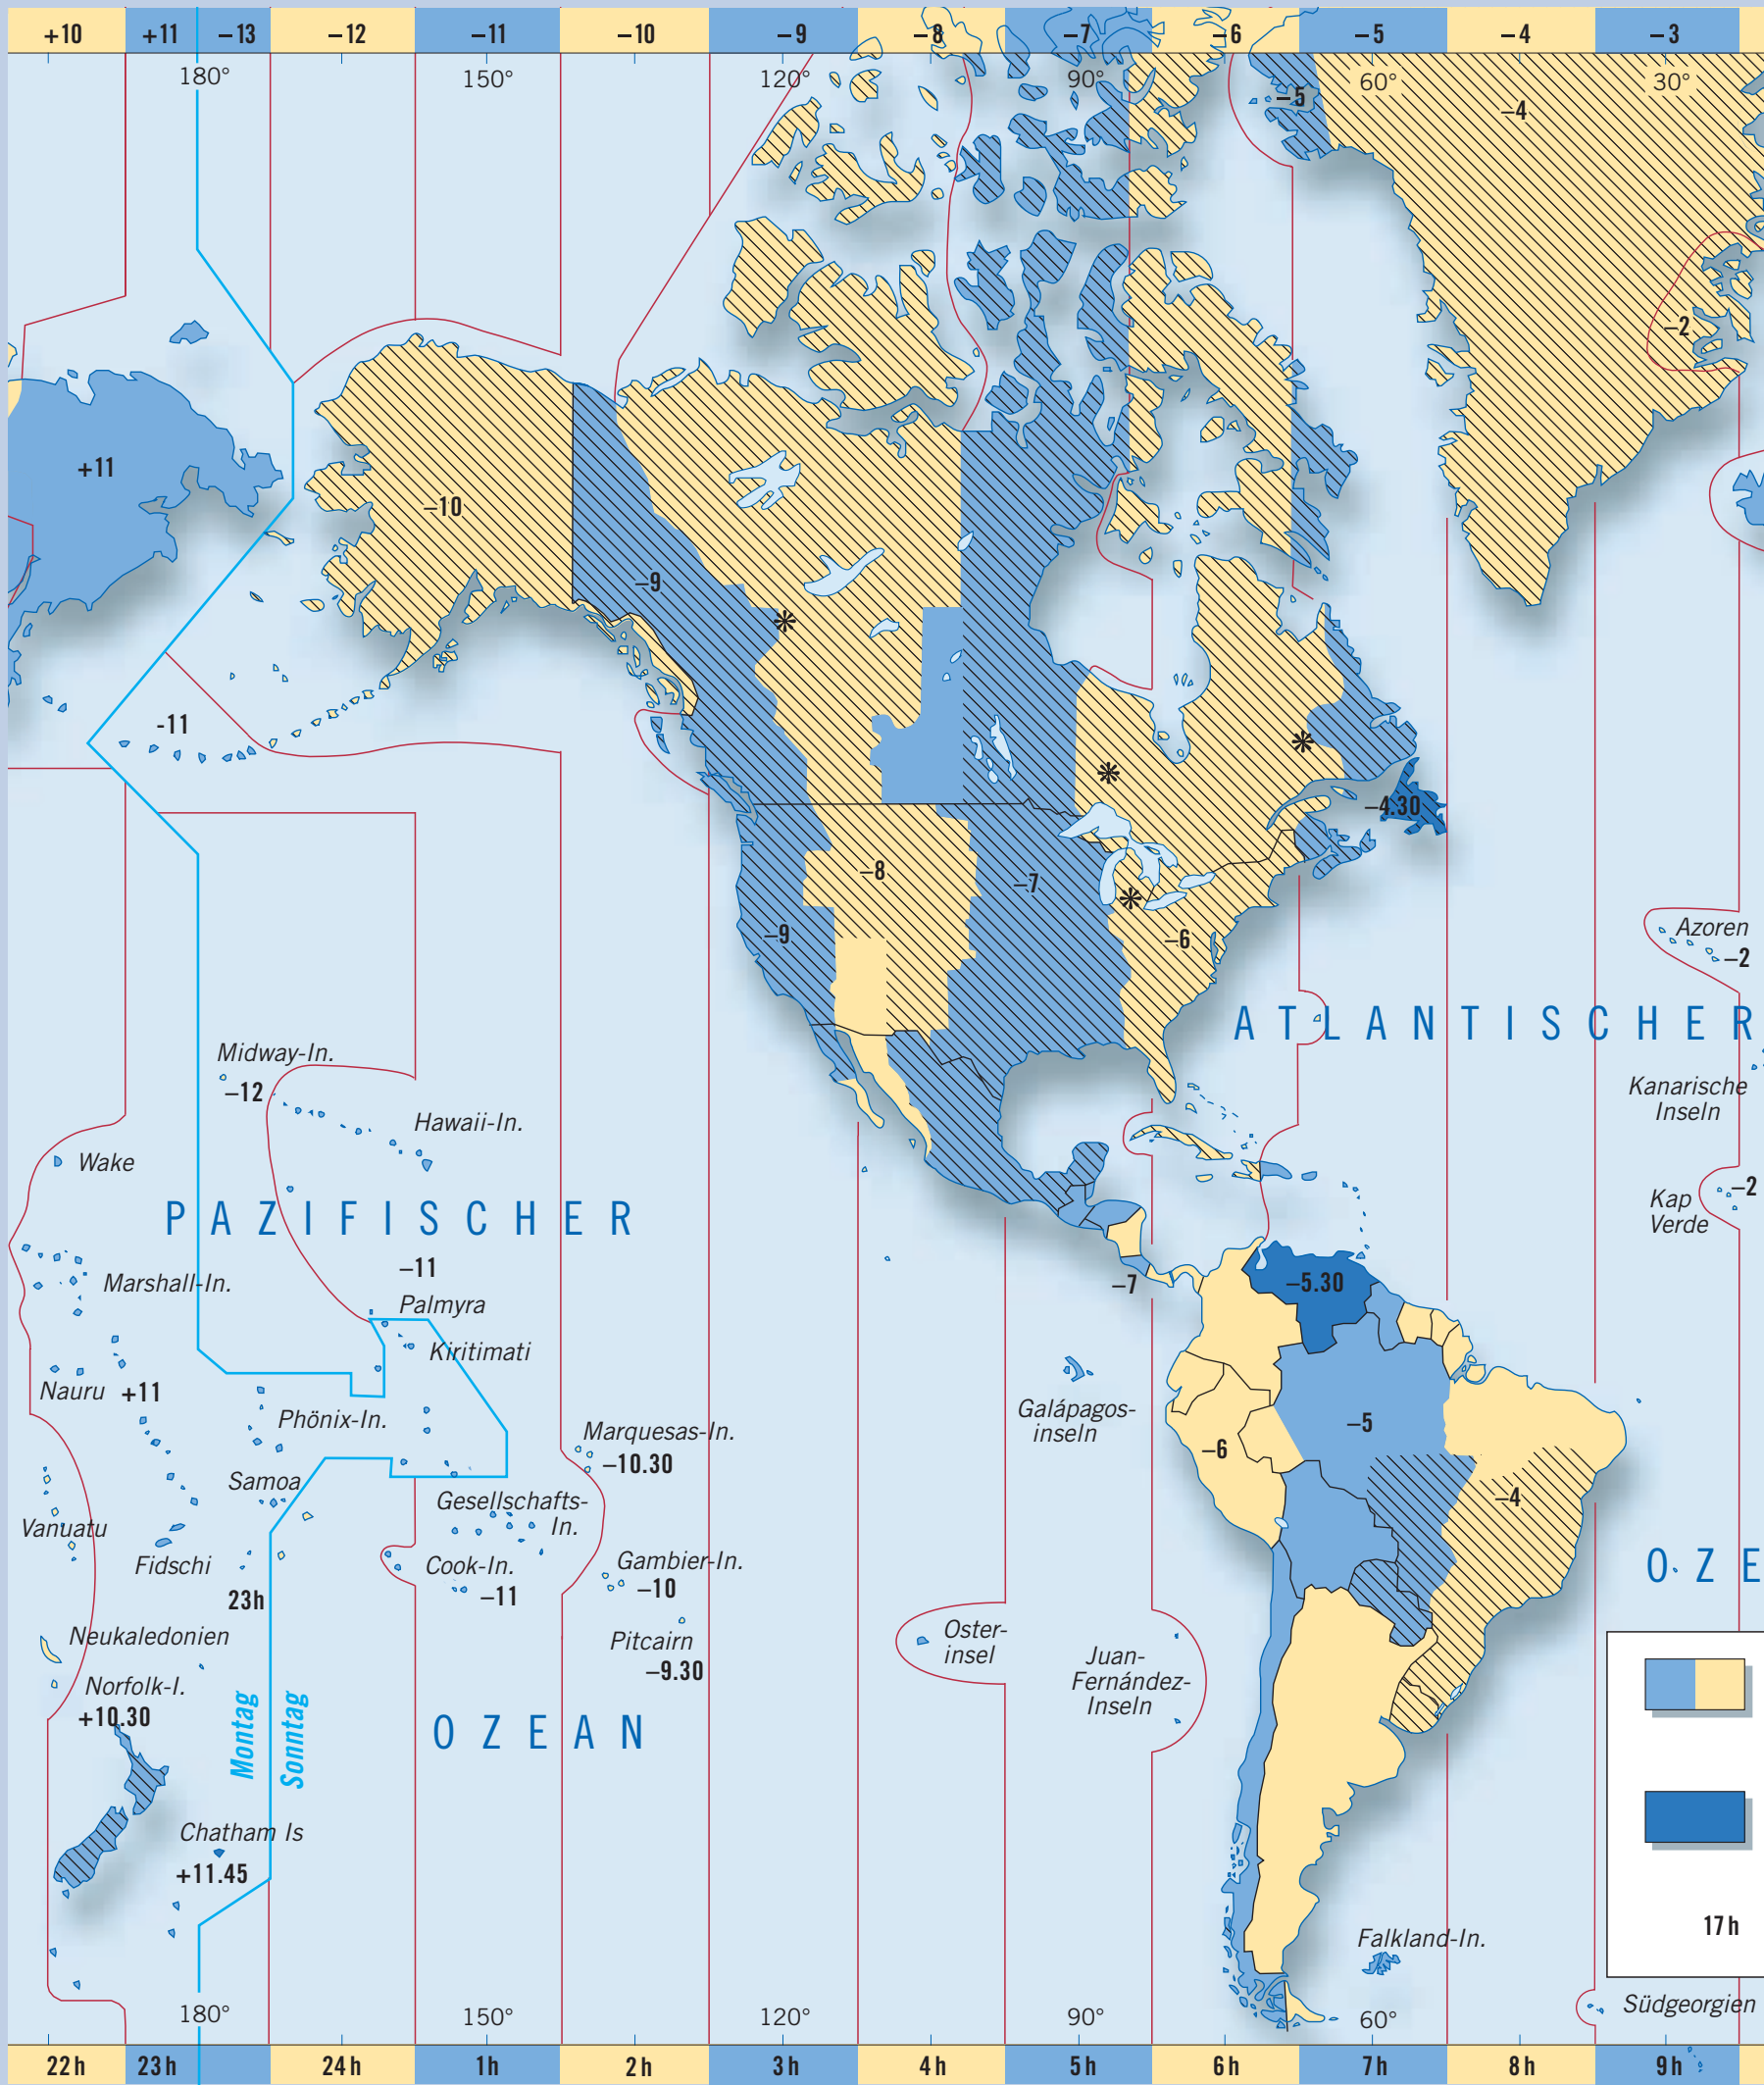 +10 +11 –13 –12 –11 –10 –9 –8 –7 –6 –5 –4 –3
180° 150° 120° 90° 60° 30°
–5
–4
–2
+11
–10
–9
-11
*
*
*
–4.30
–8
–7
*
–9
–6
Azoren
–2
ATLANTISCHER
Midway-In.
–12
Hawaii-In.
Kanarische
Inseln
Wake
–2
Kap
Verde
PAZIFISCHER
–11
Marshall-In.
–7
–5.30
Palmyra
Kiritimati
Nauru +11
Phönix-In.
Galápagos-
inseln
–5
–6
Marquesas-In.
–10.30
Samoa
Gesellschafts-
In.
–4
Vanuatu
Fidschi
Cook-In.
–11
Gambier-In.
–10
OZE
23h
Neukaledonien
Pitcairn
–9.30
Oster-
insel
Juan-
Fernández-
Inseln
Norfolk-I.
+10.30
Montag
Sonntag
OZEAN
Chatham Is
+11.45
17h
Falkland-In.
Südgeorgien
180° 150° 120° 90° 60°
22h 23h 24h 1h 2h 3h 4h 5h 6h 7h 8h 9h